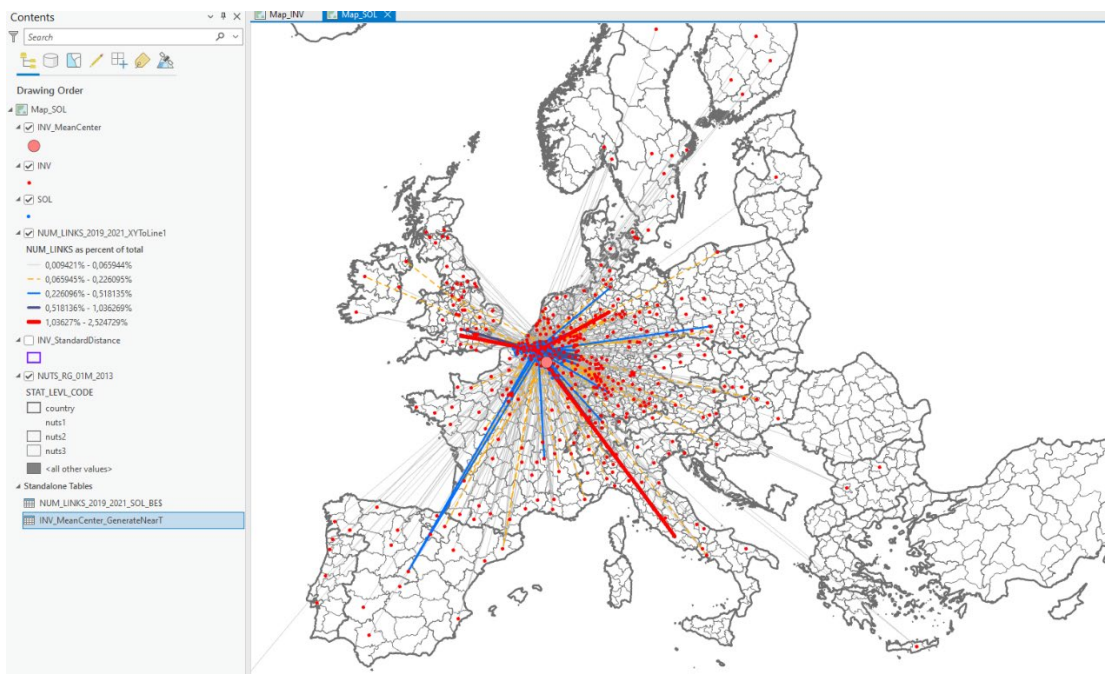 Contents
Map_INV
Map_SOL
Search
Drawing Order
Map_SOL
INV_MeanCenter
INV
SOL
NUM_LINKS_2019_2021_XYToLine1
NUM_LINKS as percent of total
0,009421% - 0,065944%
0,065945% - 0,226095%
0,226096% - 0,518135%
0,518136% - 1,036269%
1,03627% - 2,524729%
INV_StandardDistance
NUTS_RG_01M_2013
STAT_LEVL_CODE
country
nuts1
nuts2
nuts3
<all other values>
Standalone Tables
NUM_LINKS_2019_2021_SOL_BE$
INV_MeanCenter_GenerateNearT